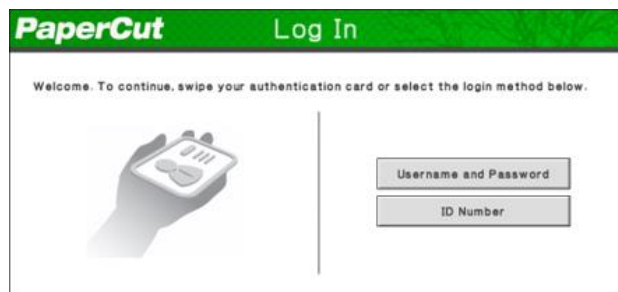 PaperCut Log In
Welcome. To continue, swipe your authentication card or select the login method below.
Username and Password
ID Number